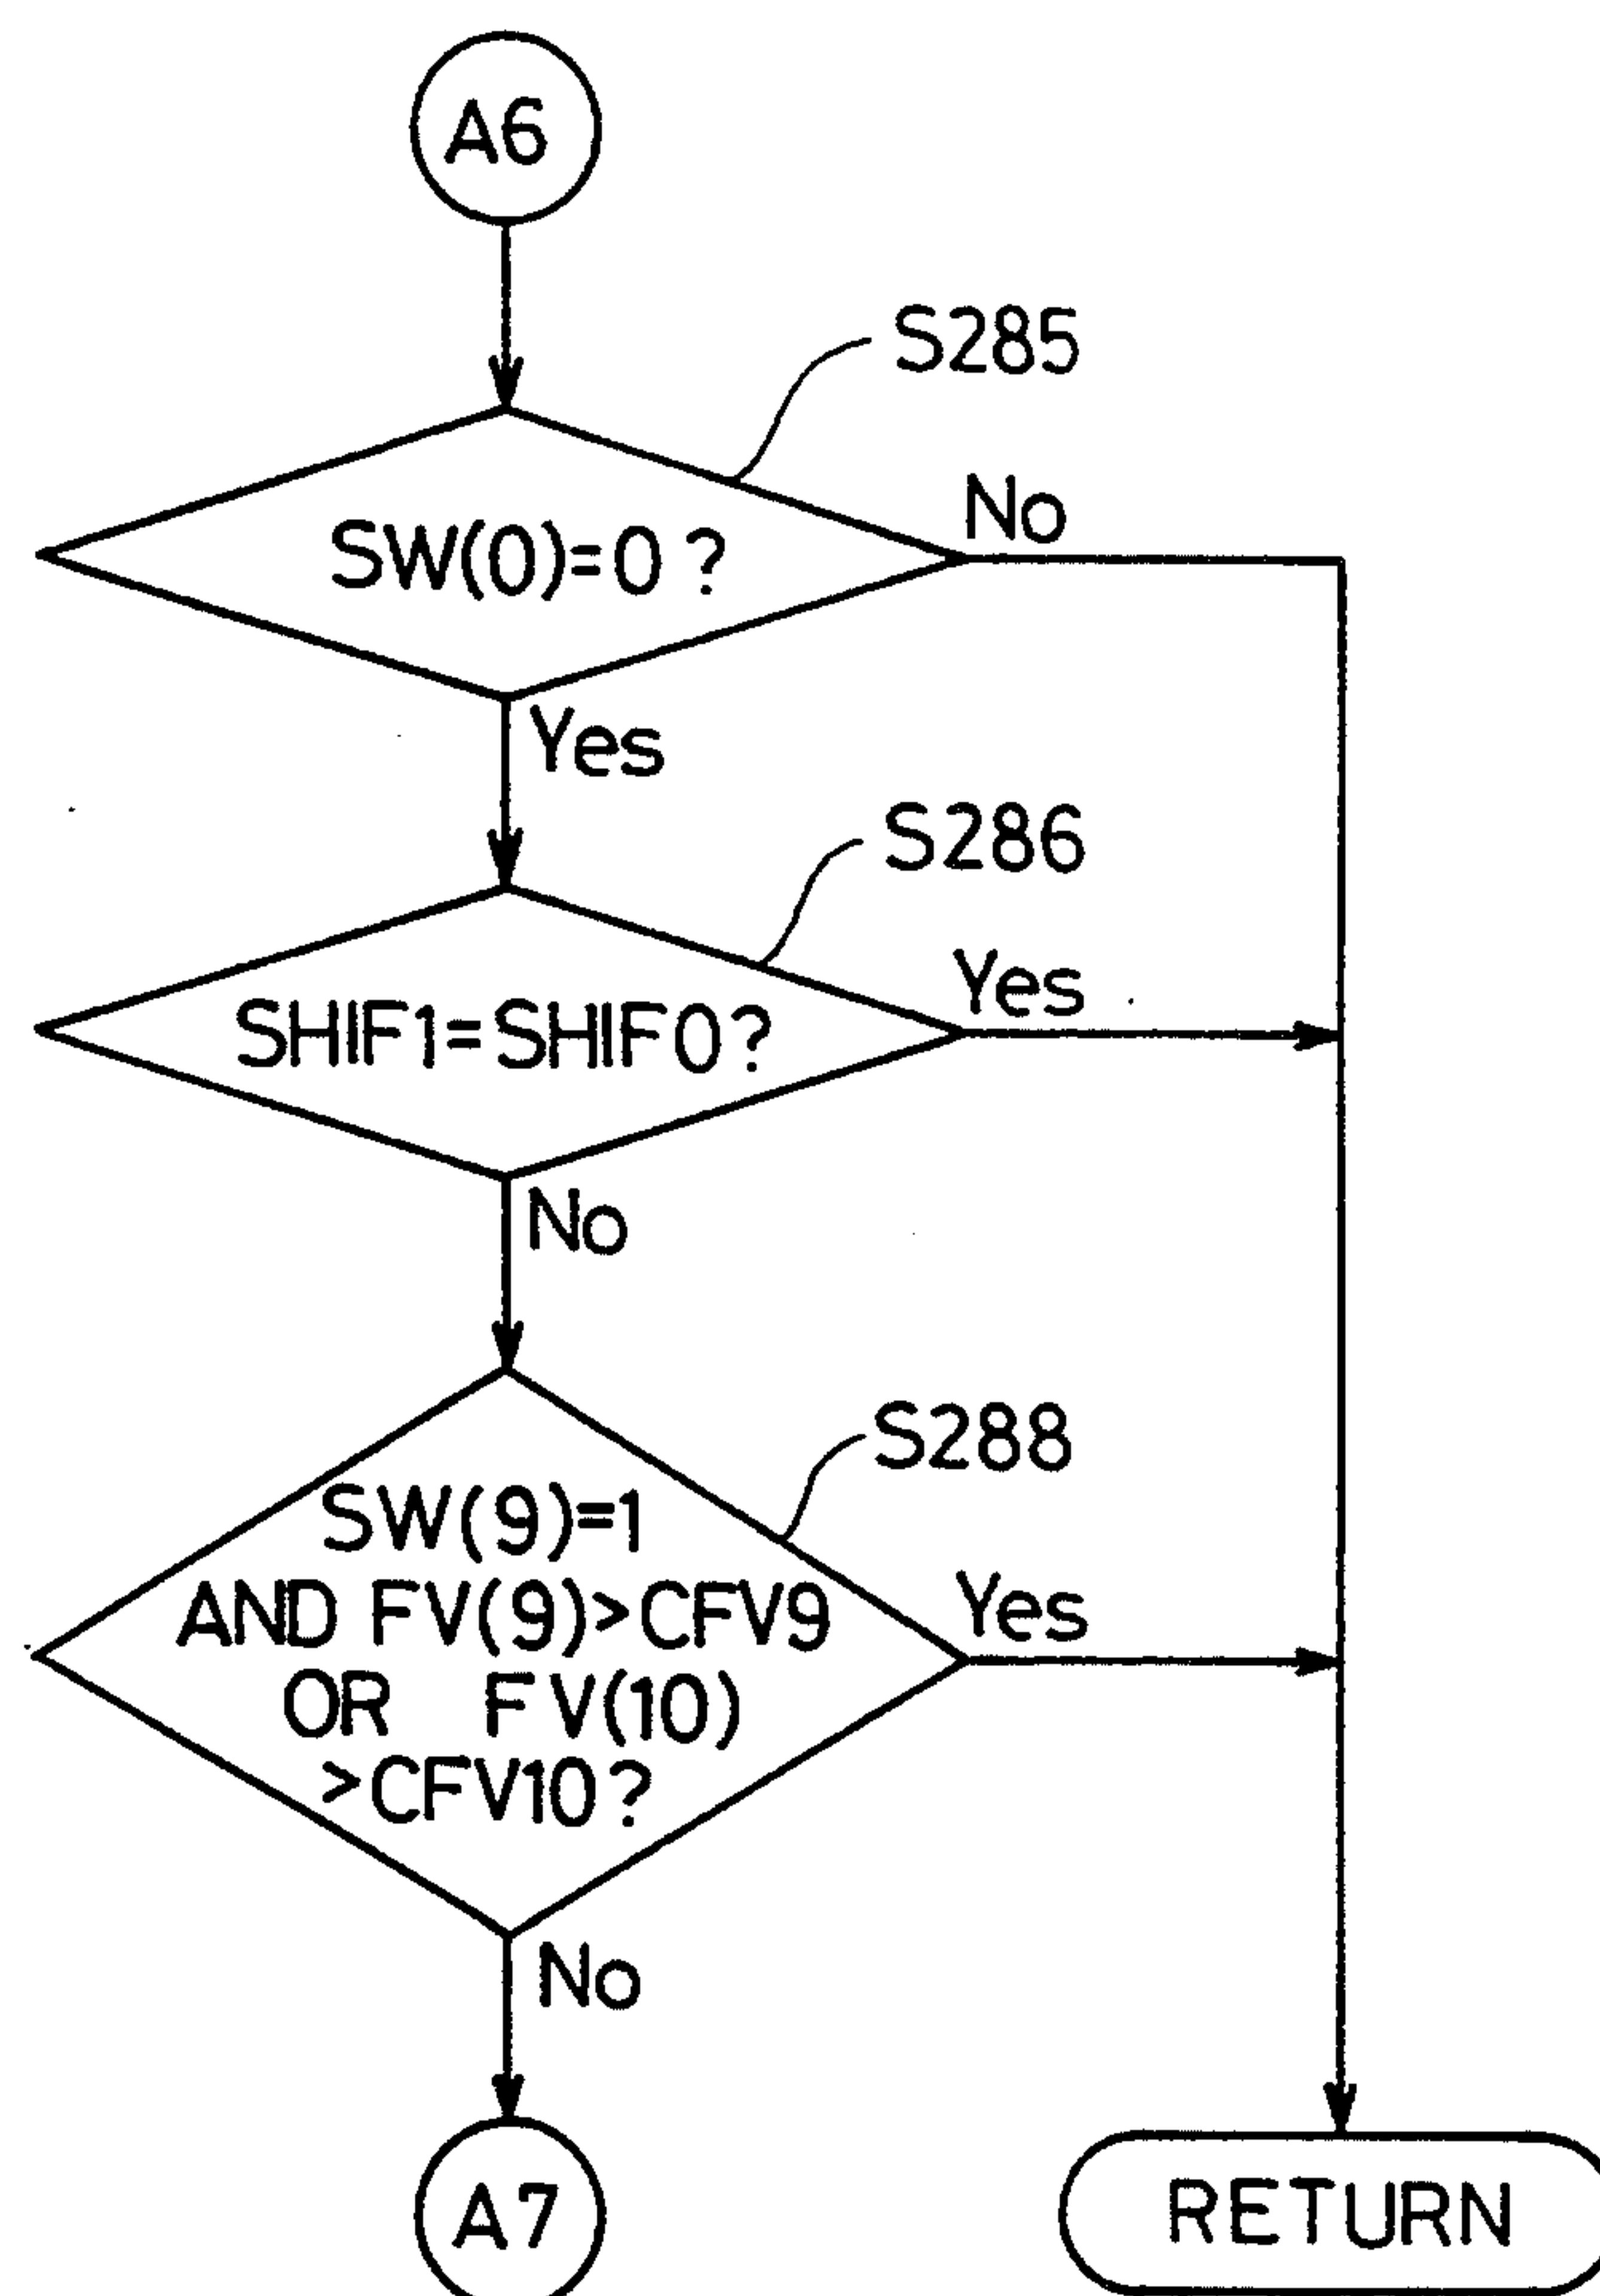 A6
S285
SW(0)=0?
No
Yes
S286
SHIF1=SHIF0?
Yes
No
S288
SW(9)=1
AND FV(9)>CFV9
OR FV(10)
>CFV10?
Yes
No
A7
RETURN